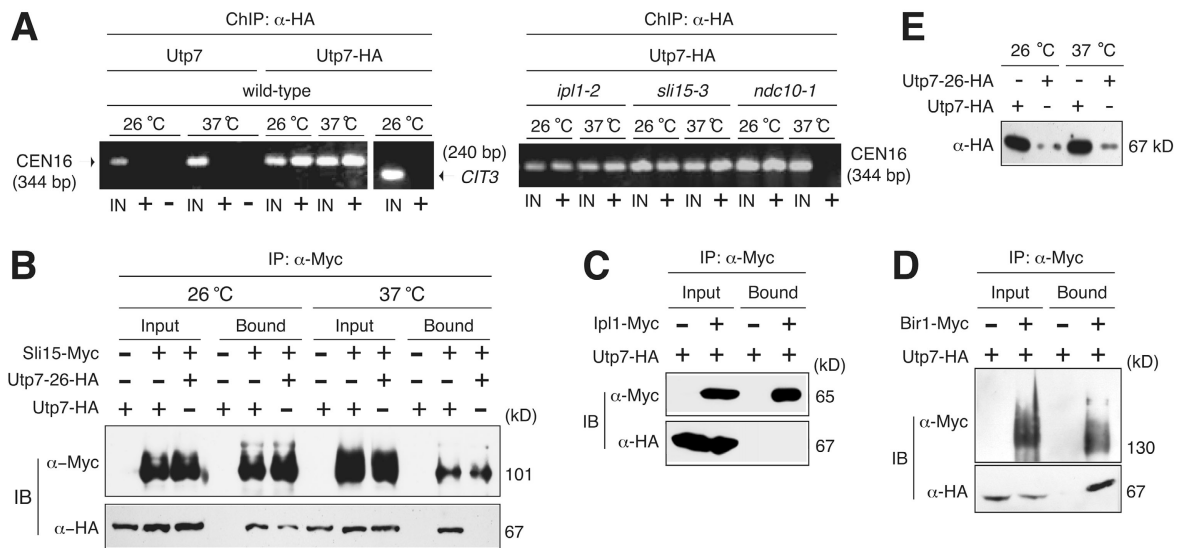 A
ChIP: α-HA
Utp7 Utp7-HA
wild-type
26 °C 37 °C 26 °C 37 °C 26 °C
CEN16 (240 bp)
(344 bp) CIT3
IN + - IN + - IN + IN + IN +
ChIP: α-HA
Utp7-HA
ipl1-2 sli15-3 ndc10-1
26 °C 37 °C 26 °C 37 °C 26 °C 37 °C
CEN16
(344 bp)
IN + IN + IN + IN + IN + IN +
E
26 °C 37 °C
Utp7-26-HA - + - +
Utp7-HA + - + -
α-HA 67 kD
B
IP: α-Myc
26 °C 37 °C
Input Bound Input Bound
Sli15-Myc - + + - + + - + + - + +
Utp7-26-HA - - + - - + - - + - - +
Utp7-HA + + - + + - + + - + + - (kD)
α–Myc 101
IB
α–HA 67
C
IP: α-Myc
Input Bound
Ipl1-Myc - + - +
Utp7-HA + + + + (kD)
α-Myc 65
IB
α-HA 67
D
IP: α-Myc
Input Bound
Bir1-Myc - + - +
Utp7-HA + + + + (kD)
α-Myc 130
IB
α-HA 67